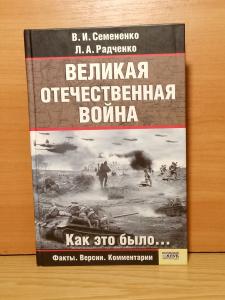 В. И. Семененко
Л. А. Радченко
ВЕЛИКАЯ
ОТЕЧЕСТВЕННАЯ
ВОЙНА
Как это было...
Факты. Версии. Комментарии